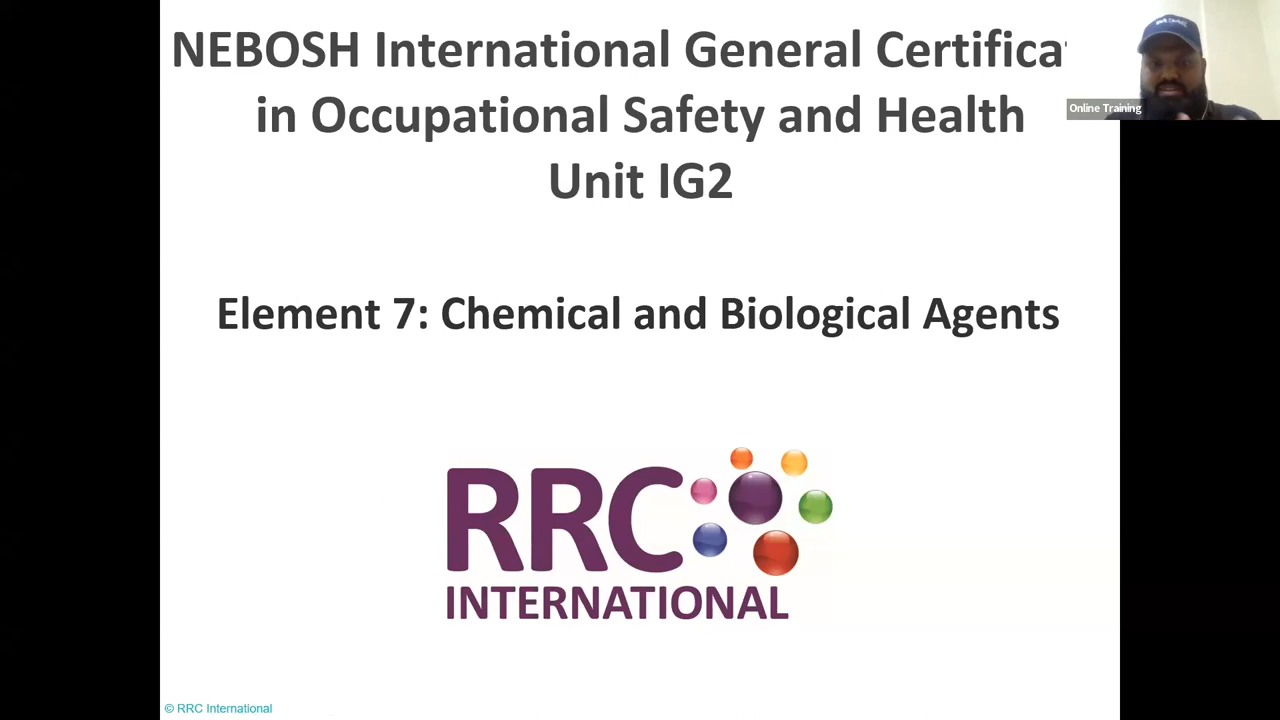 NEBOSH International General Certificat
in Occupational Safety and Health
Unit IG2
Online Training
Element 7: Chemical and Biological Agents
RRC
INTERNATIONAL
© RRC International